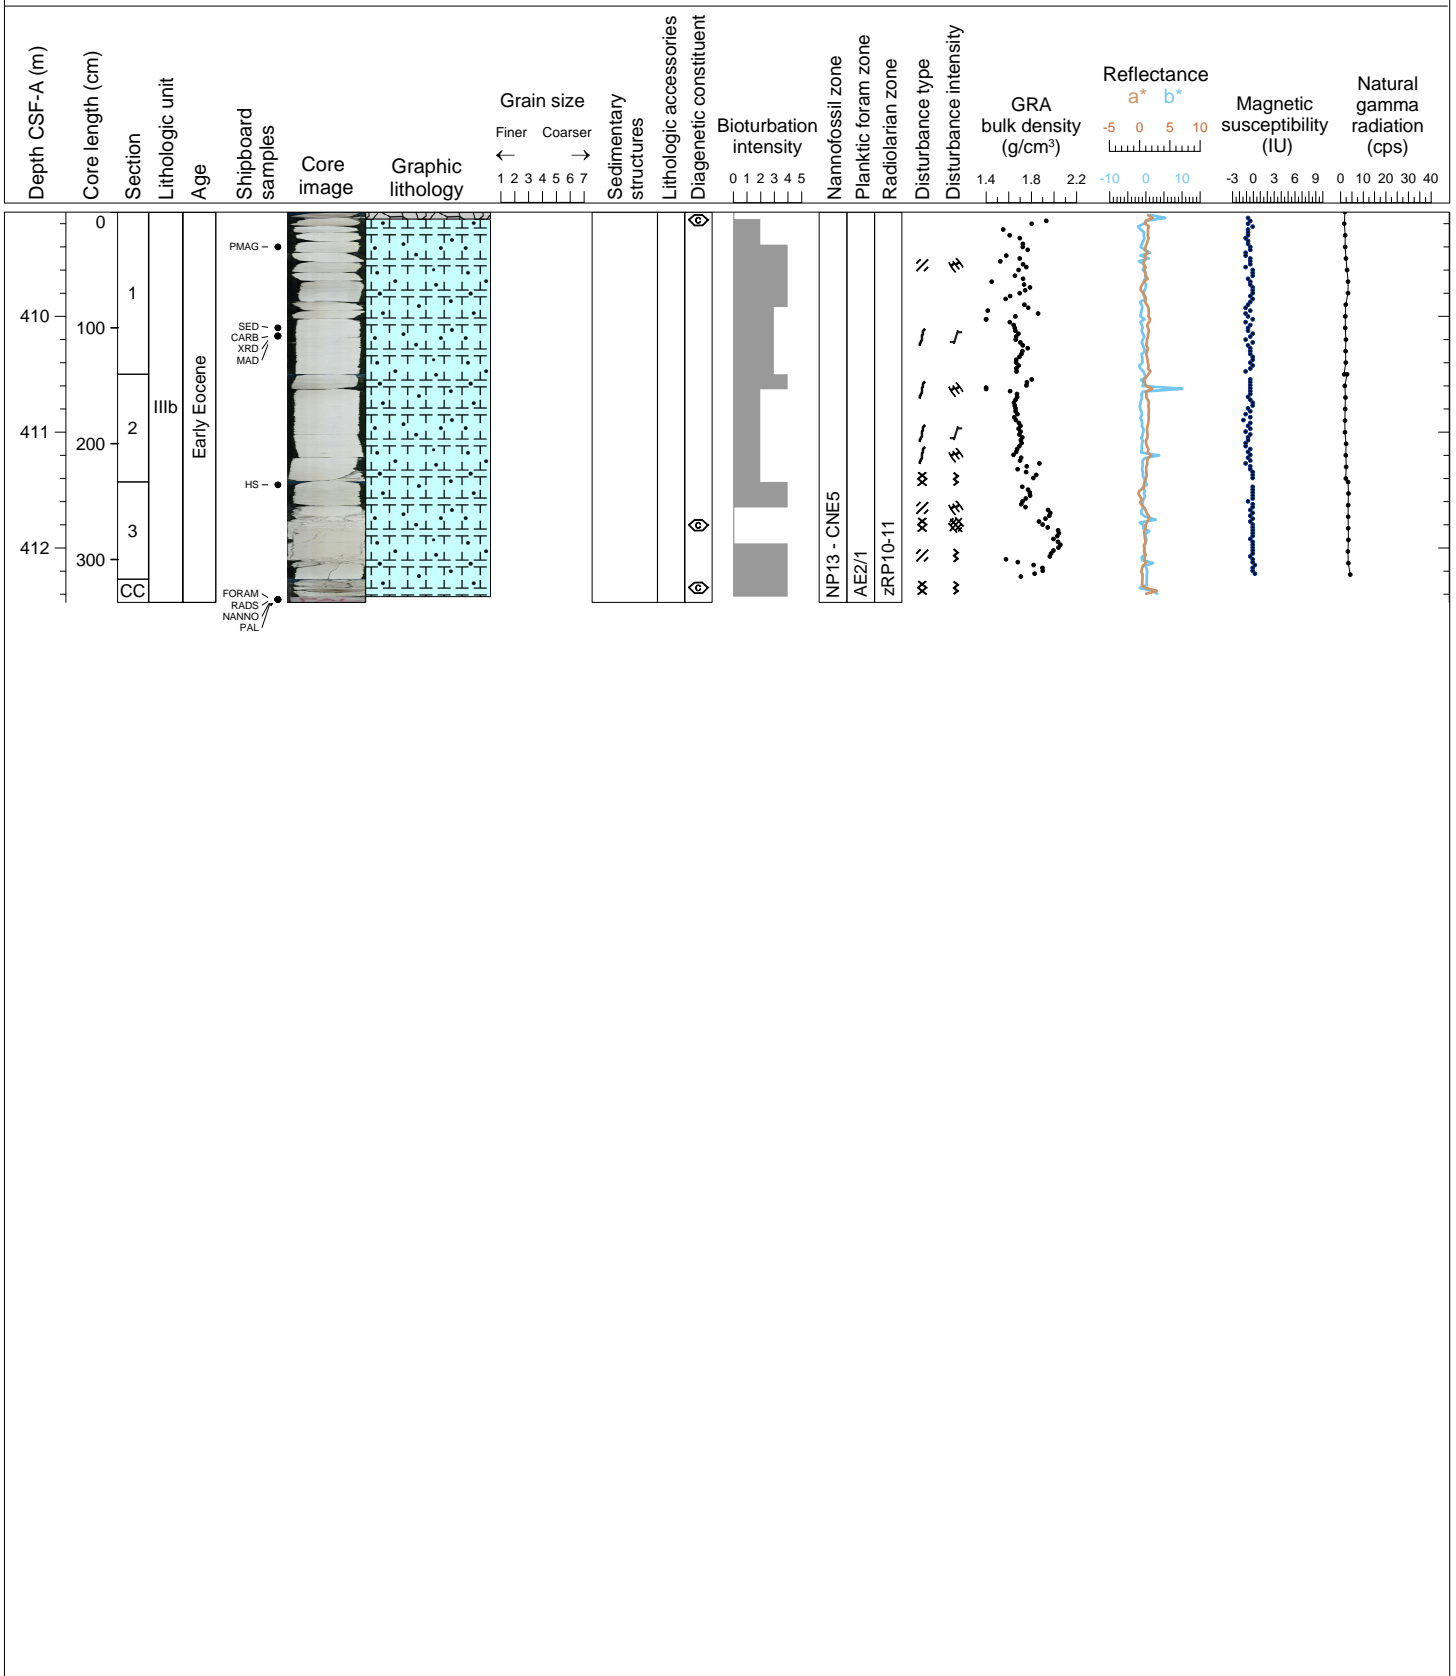 Depth CSF-A (m)
Core length (cm)
Section
Lithologic unit
Age
Shipboard
samples
Core
image
Graphic
lithology
Grain size
Finer Coarser
← →
1 2 3 4 5 6 7
Sedimentary
structures
Lithologic accessories
Diagenetic constituent
Bioturbation
intensity
0 1 2 3 4 5
Nannofossil zone
Planktic foram zone
Radiolarian zone
Disturbance type
Disturbance intensity
GRA
bulk density
(g/cm³)
1.4 1.8 2.2
Reflectance
a* b*
-5 0 5 10
-10 0 10
Magnetic
susceptibility
(IU)
-3 0 3 6 9
Natural
gamma
radiation
(cps)
0 10 20 30 40
410
411
412
0
100
200
300
1
2
3
CC
IIIb
Early Eocene
PMAG
SED
CARB
XRD
MAD
HS
FORAM
RADS
NANNO
PAL
C
C
C
NP13 - CNE5
AE2/1
zRP10-11